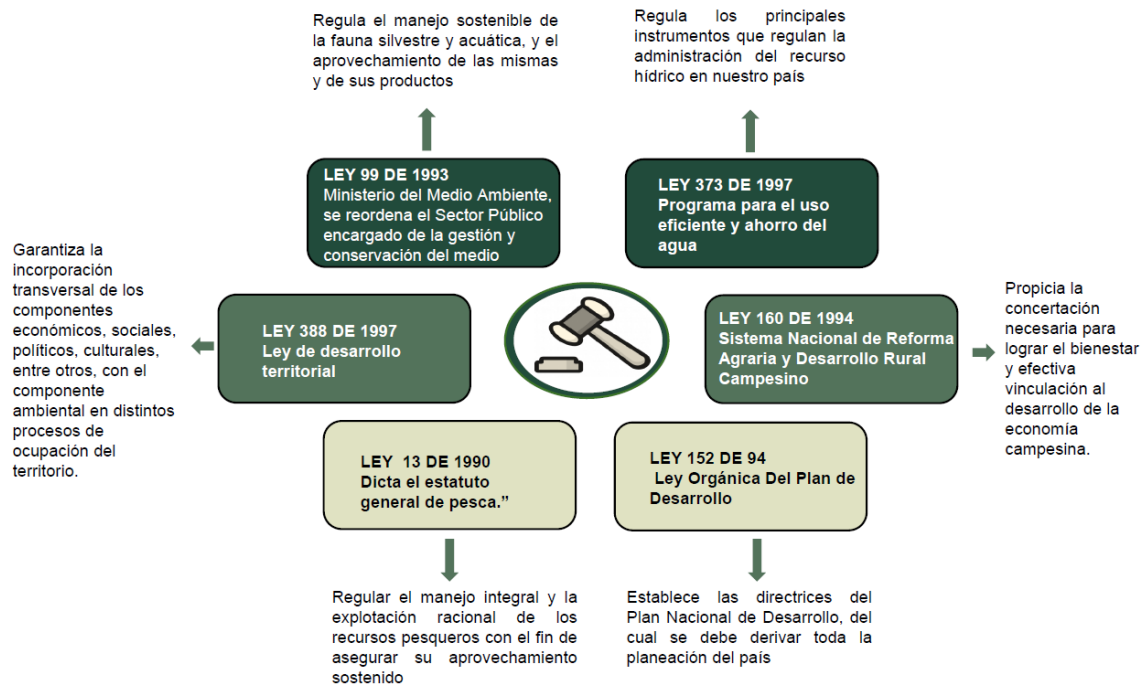 Regula el manejo sostenible de
la fauna silvestre y acuática, y el
aprovechamiento de las mismas
y de sus productos
Regula los principales
instrumentos que regulan la
administración del recurso
hídrico en nuestro país
LEY 99 DE 1993
Ministerio del Medio Ambiente,
se reordena el Sector Público
encargado de la gestión y
conservación del medio
LEY 373 DE 1997
Programa para el uso
eficiente y ahorro del
agua
Garantiza la
incorporación
transversal de los
componentes
económicos, sociales,
políticos, culturales,
entre otros, con el
componente
ambiental en distintos
procesos de
ocupación del
territorio.
LEY 388 DE 1997
Ley de desarrollo
territorial
LEY 160 DE 1994
Sistema Nacional de Reforma
Agraria y Desarrollo Rural
Campesino
Propicia la
concertación
necesaria para
lograr el bienestar
y efectiva
vinculación al
desarrollo de la
economía
campesina.
LEY 13 DE 1990
Dicta el estatuto
general de pesca.”
LEY 152 DE 94
Ley Orgánica Del Plan de
Desarrollo
Regular el manejo integral y la
explotación racional de los
recursos pesqueros con el fin de
asegurar su aprovechamiento
sostenido
Establece las directrices del
Plan Nacional de Desarrollo, del
cual se debe derivar toda la
planeación del país